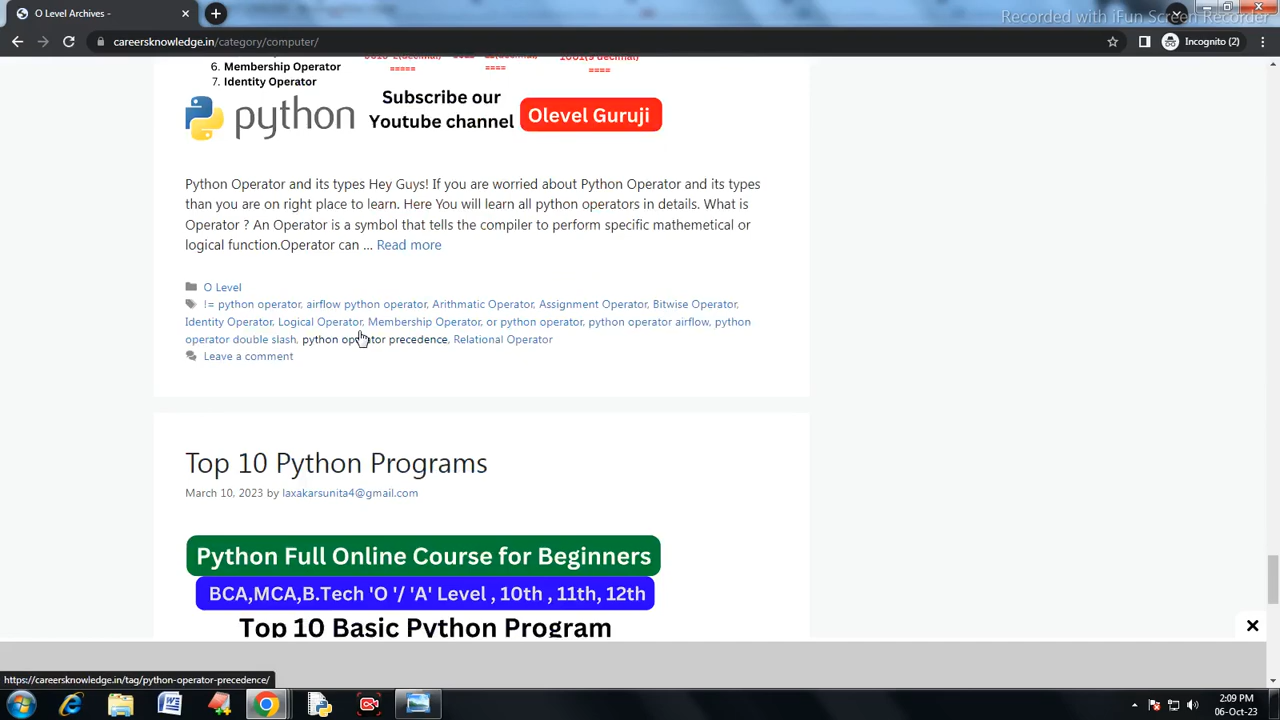 O Level Archives -
Recorded with iFun Screen Recorder
careersknowledge.in/category/computer/
Incognito (2)
6. Membership Operator
7. Identity Operator
=====
====
====
python
Subscribe our
Youtube channel
Olevel Guruji
Python Operator and its types Hey Guys! If you are worried about Python Operator and its types
than you are on right place to learn. Here You will learn all python operators in details. What is
Operator ? An Operator is a symbol that tells the compiler to perform specific mathemetical or
logical function.Operator can ... Read more
O Level
!= python operator, airflow python operator, Arithmatic Operator, Assignment Operator, Bitwise Operator,
Identity Operator, Logical Operator, Membership Operator, or python operator, python operator airflow, python
operator double slash, python operator precedence, Relational Operator
Leave a comment
Top 10 Python Programs
March 10, 2023 by laxakarsunita4@gmail.com
Python Full Online Course for Beginners
BCA,MCA,B.Tech 'O '/ 'A' Level , 10th , 11th, 12th
Top 10 Basic Python Program
https://careersknowledge.in/tag/python-operator-precedence/
2:09 PM
06-Oct-23